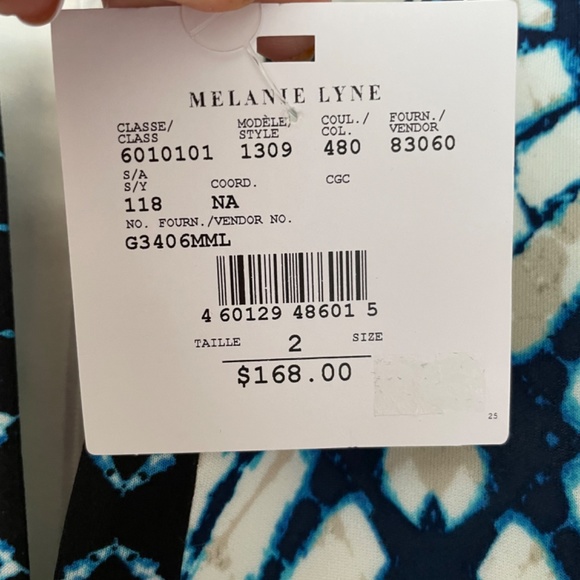 MELANIE LYNE
CLASSE/ MODÈLE/ COUL./ FOURN./
CLASS STYLE COL. VENDOR
6010101 1309 480 83060
S/A
S/Y COORD. CGC
118 NA
NO. FOURN./VENDOR NO.
G3406MML
4 60129 48601 5
TAILLE 2 SIZE
$168.00
25